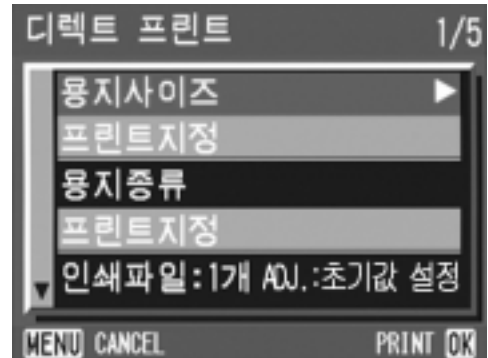 디렉트 프린트 1/5
용지사이즈
프린트지정
용지종류
프린트지정
인쇄파일:1개 ADJ.:초기값 설정
MENU CANCEL PRINT OK